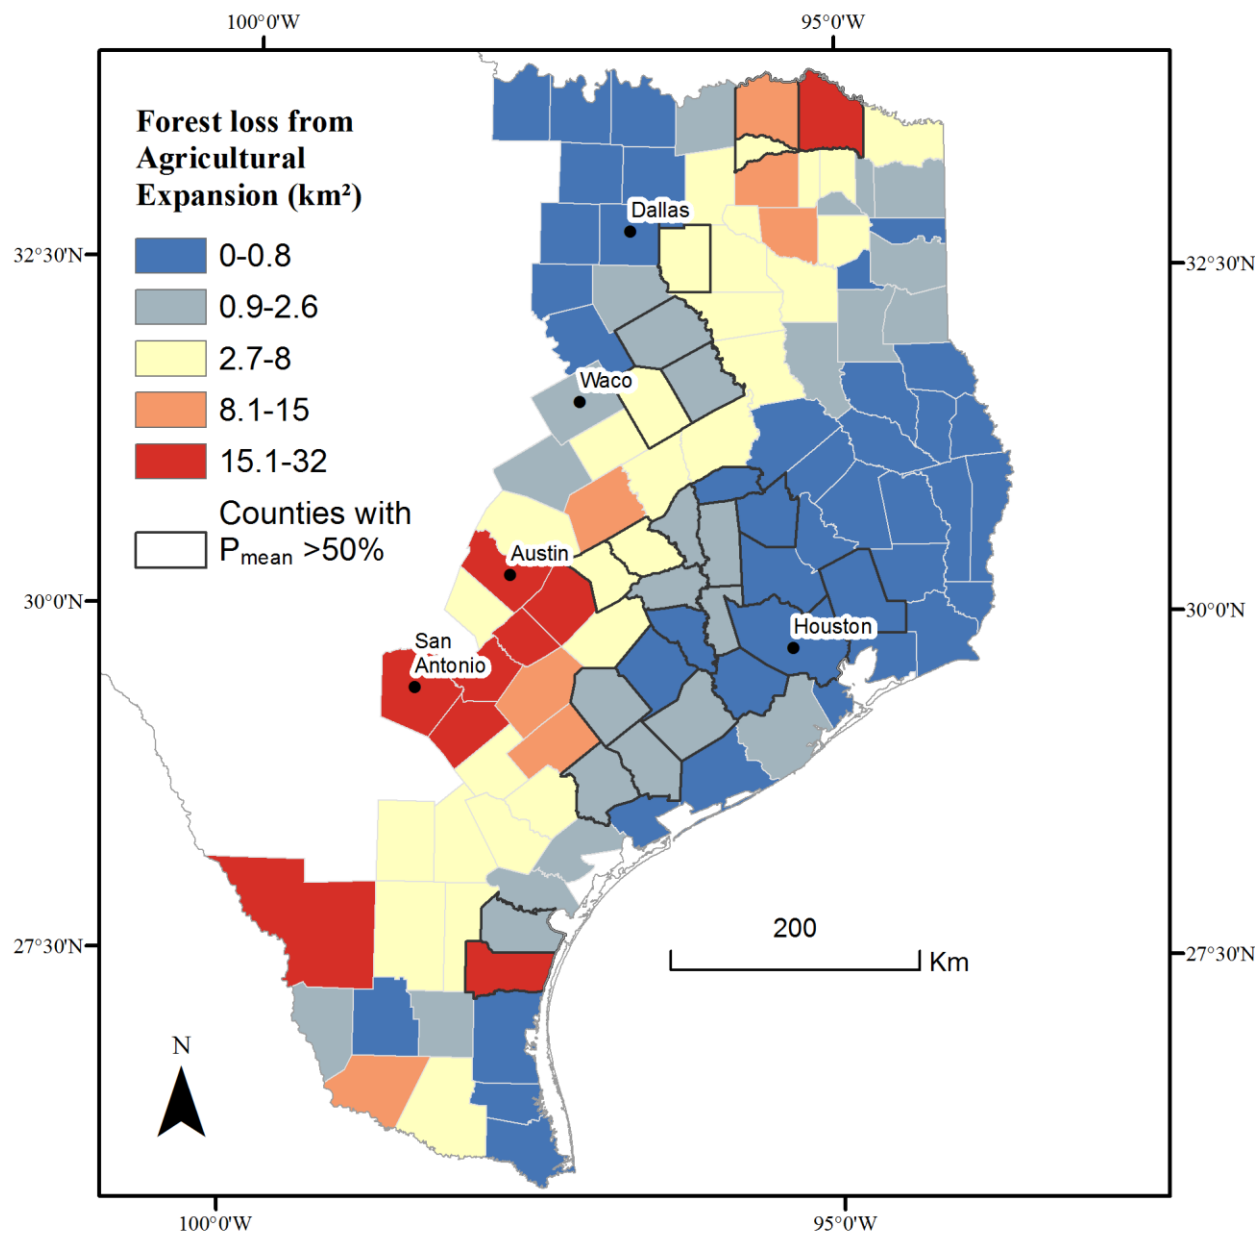 100°0'W 95°0'W
Forest loss from
Agricultural
Expansion (km²)
0-0.8
0.9-2.6
2.7-8
8.1-15
15.1-32
Counties with
Pmean >50%
Dallas
32°30'N 32°30'N
Waco
Austin
30°0'N 30°0'N
Houston
San
Antonio
200
Km
27°30'N 27°30'N
N
100°0'W 95°0'W